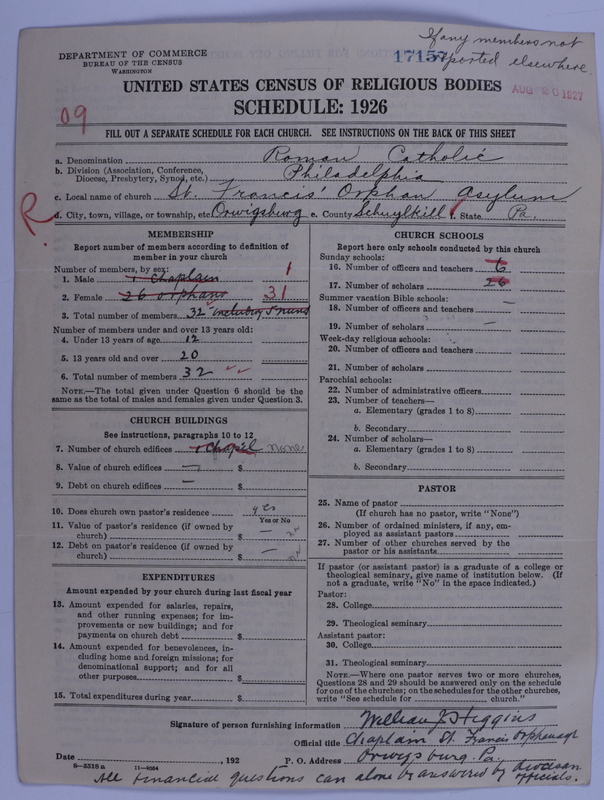 If any members not
reported elsewhere.
DEPARTMENT OF COMMERCE
BUREAU OF THE CENSUS
WASHINGTON
17157
AUG 20 1927
UNITED STATES CENSUS OF RELIGIOUS BODIES
SCHEDULE: 1926
09
FILL OUT A SEPARATE SCHEDULE FOR EACH CHURCH. SEE INSTRUCTIONS ON THE BACK OF THIS SHEET
a. Denomination Roman Catholic
b. Division (Association, Conference, Diocese, Presbytery, Synod, etc.) Philadelphia
c. Local name of church St. Francis' Orphan Asylum
R.
d. City, town, village, or township, etc. Orwigsburg e. County Schuylkill f. State Pa.
MEMBERSHIP
Report number of members according to definition of
member in your church
Number of members, by sex:
1. Male 1 Chaplain 1
2. Female 26 orphans 31
3. Total number of members 32 including 5 nuns
Number of members under and over 13 years old:
4. Under 13 years of age 12
5. 13 years old and over 20
6. Total number of members 32
NOTE.—The total given under Question 6 should be the
same as the total of males and females given under Question 3.
CHURCH BUILDINGS
See instructions, paragraphs 10 to 12
7. Number of church edifices 1 chapel none
8. Value of church edifices — $
9. Debt on church edifices — $
10. Does church own pastor's residence yes
Yes or No
11. Value of pastor's residence (if owned by
church) $ —
12. Debt on pastor's residence (if owned by
church) $ —
EXPENDITURES
Amount expended by your church during last fiscal year
13. Amount expended for salaries, repairs,
and other running expenses; for im-
provements or new buildings; and for
payments on church debt $
14. Amount expended for benevolences, in-
cluding home and foreign missions; for
denominational support; and for all
other purposes $
15. Total expenditures during year $
CHURCH SCHOOLS
Report here only schools conducted by this church
Sunday schools:
16. Number of officers and teachers 6
17. Number of scholars 26
Summer vacation Bible schools:
18. Number of officers and teachers —
19. Number of scholars —
Week-day religious schools:
20. Number of officers and teachers
21. Number of scholars
Parochial schools:
22. Number of administrative officers
23. Number of teachers—
a. Elementary (grades 1 to 8)
b. Secondary
24. Number of scholars—
a. Elementary (grades 1 to 8)
b. Secondary
PASTOR
25. Name of pastor
(If church has no pastor, write "None")
26. Number of ordained ministers, if any, em-
ployed as assistant pastors
27. Number of other churches served by the
pastor or his assistants
If pastor (or assistant pastor) is a graduate of a college or
theological seminary, give name of institution below. (If
not a graduate, write "No" in the space indicated.)
Pastor:
28. College
29. Theological seminary
Assistant pastor:
30. College
31. Theological seminary
NOTE.—Where one pastor serves two or more churches,
Questions 28 and 29 should be answered only on the schedule
for one of the churches; on the schedules for the other churches,
write "See schedule for church."
Signature of person furnishing information William J. Higgins
Official title Chaplain St. Francis Orphanage
Date , 192 P. O. Address Orwigsburg. Pa.
8—5318 a 11—9564
All financial questions can alone be answered by diocesan
officials.